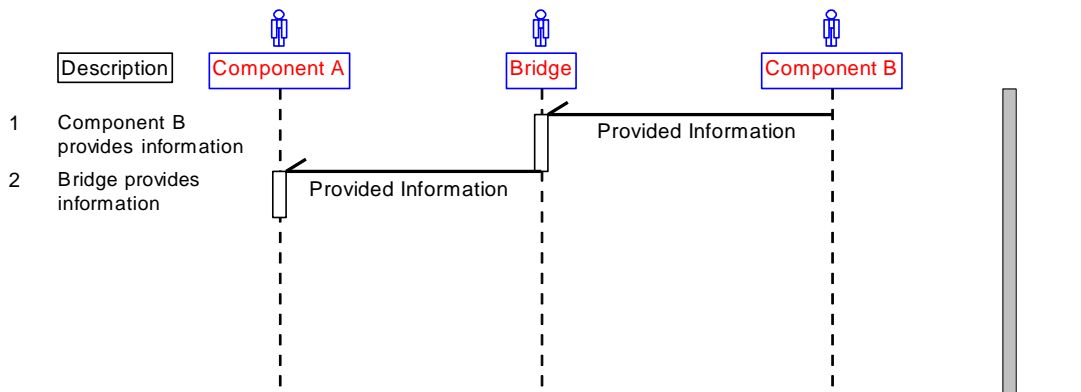 Description
Component A
Bridge
Component B
1
Component B
provides information
Provided Information
2
Bridge provides
information
Provided Information